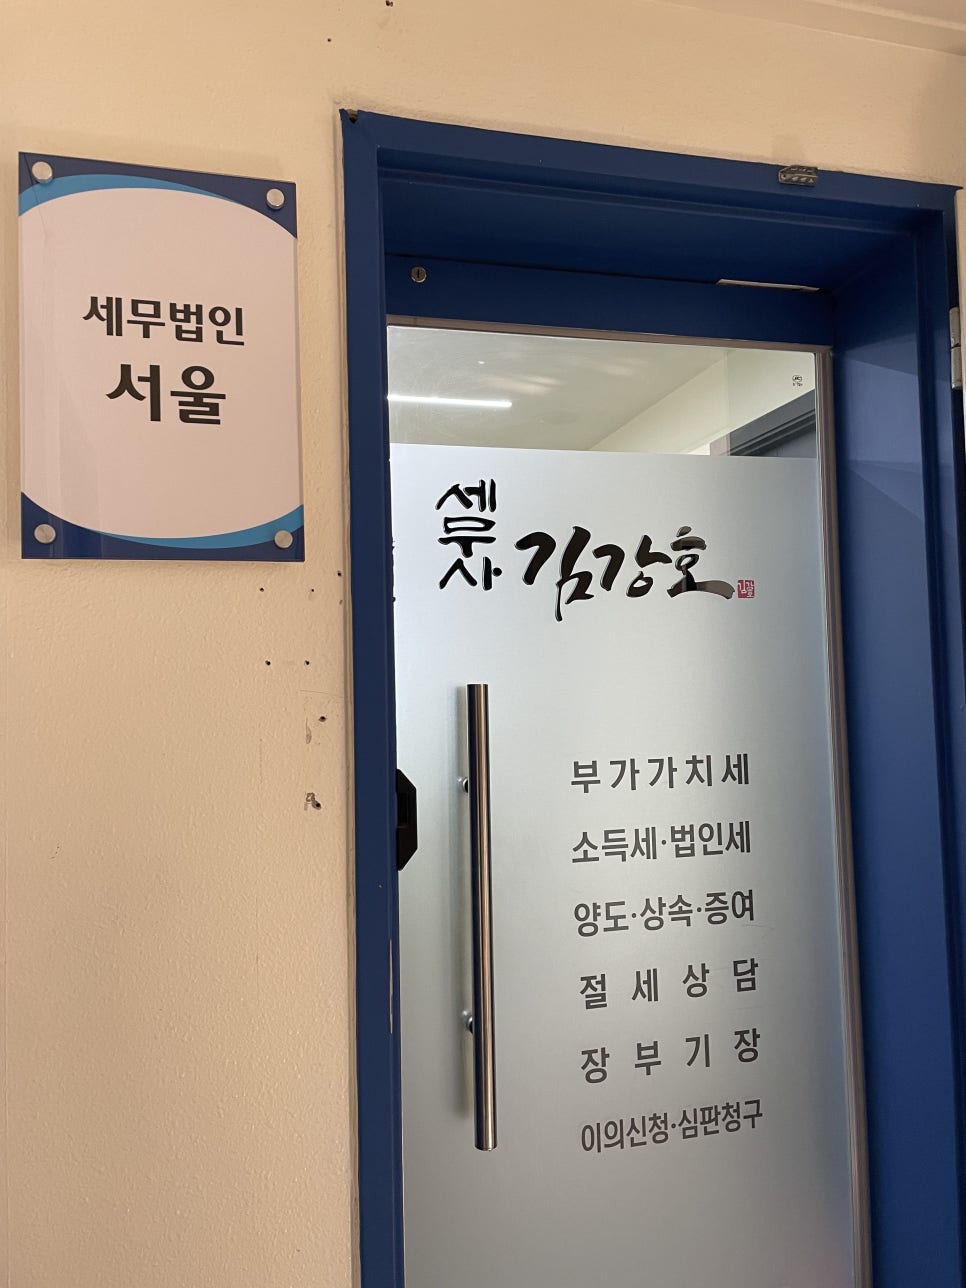 세무법인
서울
세무사 김강호
부가가치세
소득세·법인세
양도·상속·증여
절세상담
장부기장
이의신청·심판청구